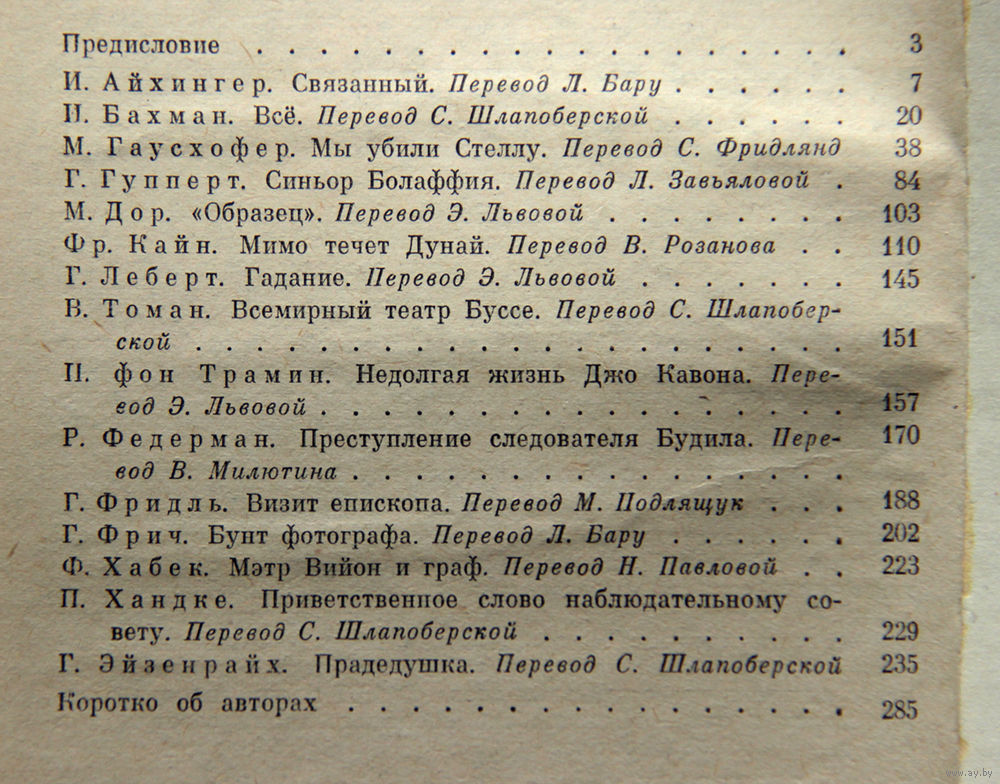 Предисловие . . . . . . . . . . . . . . . . . . . 3
И. Айхингер. Связанный. Перевод Л. Бару . . . . . . 7
И. Бахман. Всё. Перевод С. Шлапоберской . . . . . . 20
М. Гаусхофер. Мы убили Стеллу. Перевод С. Фридлянд 38
Г. Гупперт. Синьор Болаффия. Перевод Л. Завьяловой . 84
М. Дор. «Образец». Перевод Э. Львовой . . . . . . . . 103
Фр. Кайн. Мимо течет Дунай. Перевод В. Розанова . . 110
Г. Леберт. Гадание. Перевод Э. Львовой . . . . . . . 145
В. Томан. Всемирный театр Буссе. Перевод С. Шлапобер-
ской . . . . . . . . . . . . . . . . . . . . . 151
П. фон Трамин. Недолгая жизнь Джо Кавона. Пере-
вод Э. Львовой . . . . . . . . . . . . . . . . . 157
Р. Федерман. Преступление следователя Будила. Пере- 170
вод В. Милютина . . . . . . . . . . . . . . . .
Г. Фридль. Визит епископа. Перевод М. Подлящук . . . 188
Г. Фрич. Бунт фотографа. Перевод Л. Бару . . . . . . 202
Ф. Хабек. Мэтр Вийон и граф. Перевод Н. Павловой . . 223
П. Хандке. Приветственное слово наблюдательному со-
вету. Перевод С. Шлапоберской . . . . . . . . . . 229
Г. Эйзенрайх. Прадедушка. Перевод С. Шлапоберской 235
Коротко об авторах . . . . . . . . . . . . . . . . 285
www.ay.by